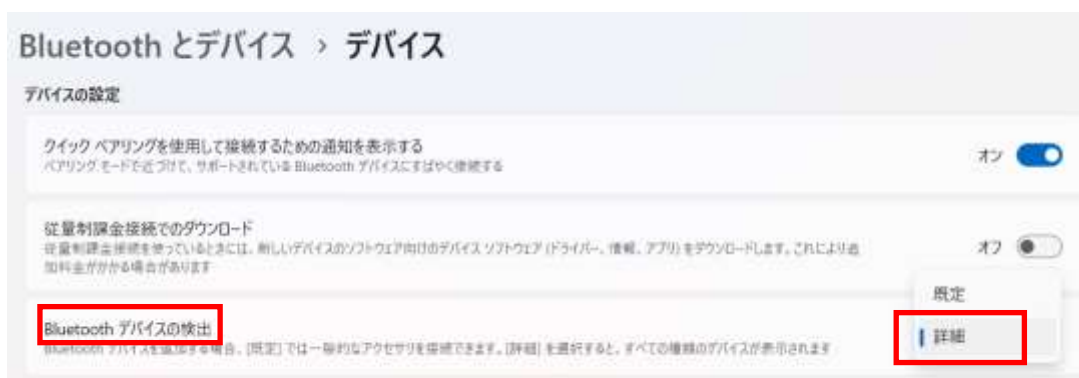 Bluetooth とデバイス › デバイス
デバイスの設定
クイック ペアリングを使用して接続するための通知を表示する
ペアリング モードで近づけて、サポートされている Bluetooth デバイスにすばやく接続する
オン
従量制課金接続でのダウンロード
従量制課金接続を使っているときには、新しいデバイスのソフトウェア向けのデバイス ソフトウェア (ドライバー、情報、アプリ) をダウンロードします。これにより追
加料金がかかる場合があります
オフ
既定
Bluetooth デバイスの検出
詳細
Bluetooth デバイスを追加する場合、[既定] では一般的なアクセサリを接続できます。[詳細] を選択すると、すべての種類のデバイスが表示されます